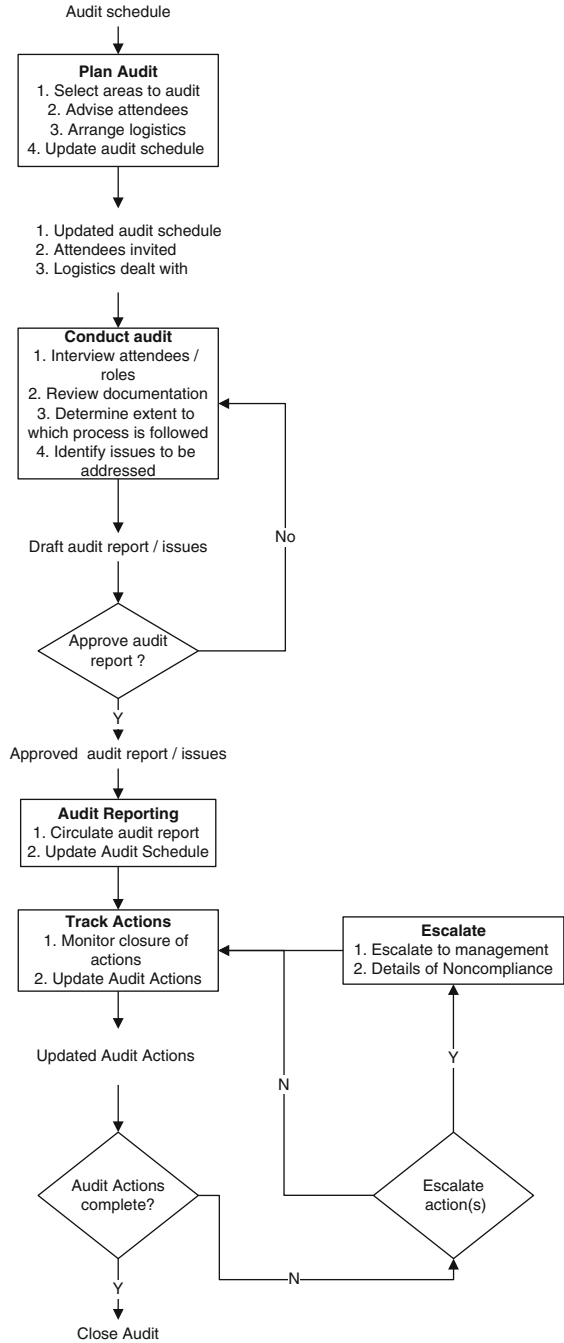 Audit schedule
Plan Audit
1. Select areas to audit
2. Advise attendees
3. Arrange logistics
4. Update audit schedule
1. Updated audit schedule
2. Attendees invited
3. Logistics dealt with
Conduct audit
1. Interview attendees /
roles
2. Review documentation
3. Determine extent to
which process is followed
4. Identify issues to be
addressed
No
Draft audit report / issues
Approve audit
report ?
Y
Approved audit report / issues
Audit Reporting
1. Circulate audit report
2. Update Audit Schedule
Track Actions
1. Monitor closure of
actions
2. Update Audit Actions
Escalate
1. Escalate to management
2. Details of Noncompliance
Updated Audit Actions
N
Y
Audit Actions
complete?
Escalate
action(s)
N
Y
Close Audit